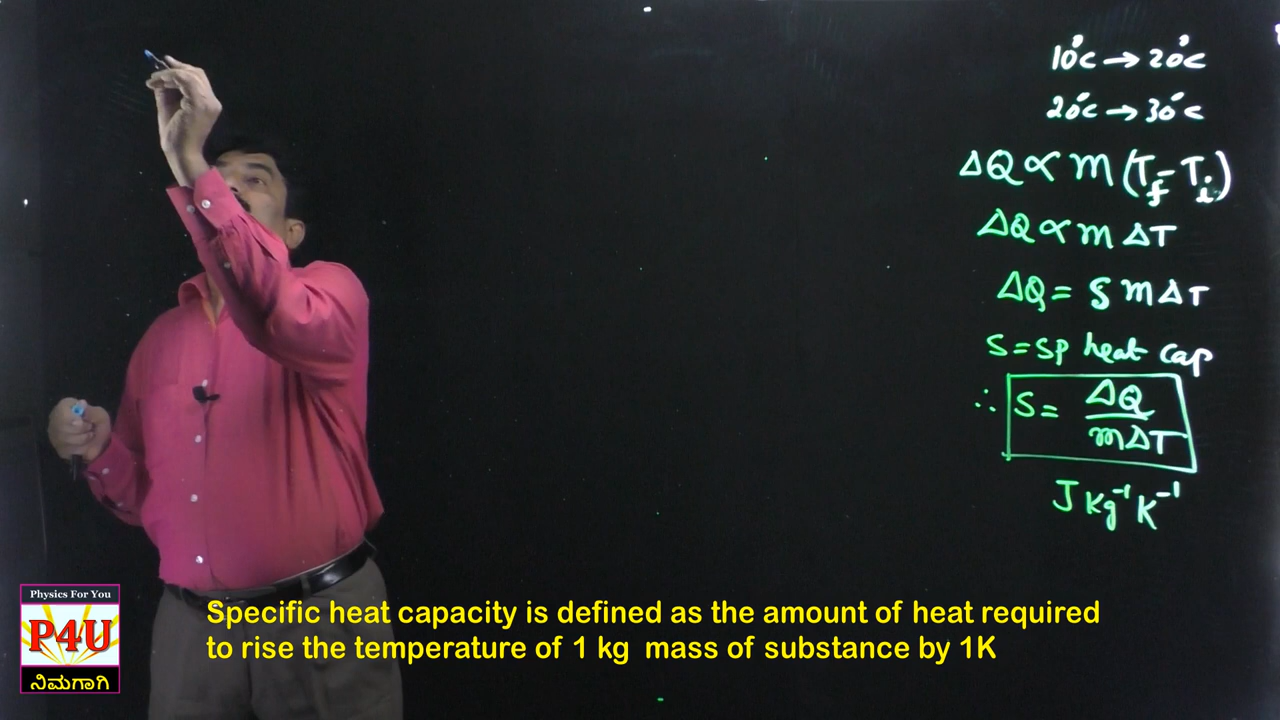 10°c → 20°c
20°c → 30°c
ΔQ ∝ m (T_f - T_i)
ΔQ ∝ m ΔT
ΔQ = S m ΔT
S = Sp heat cap
∴ S = ΔQ / mΔT
J Kg⁻¹ K⁻¹
Physics For You
P4U
ನಿಮಗಾಗಿ
Specific heat capacity is defined as the amount of heat required
to rise the temperature of 1 kg mass of substance by 1K